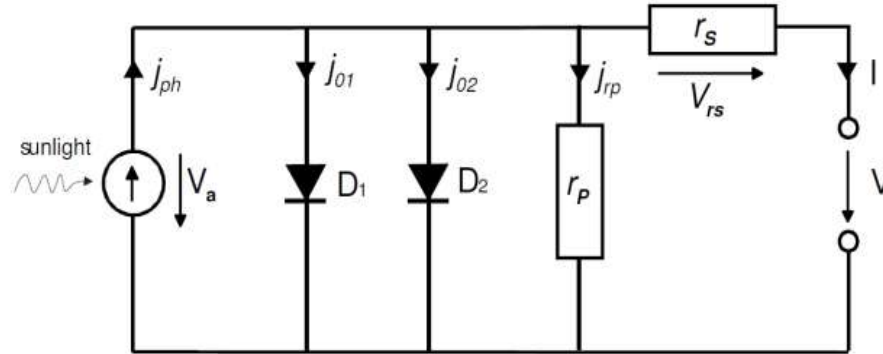 r_S
j_ph
j_01
j_02
j_rp
V_rs
I
sunlight
V_a
D_1
D_2
r_P
V